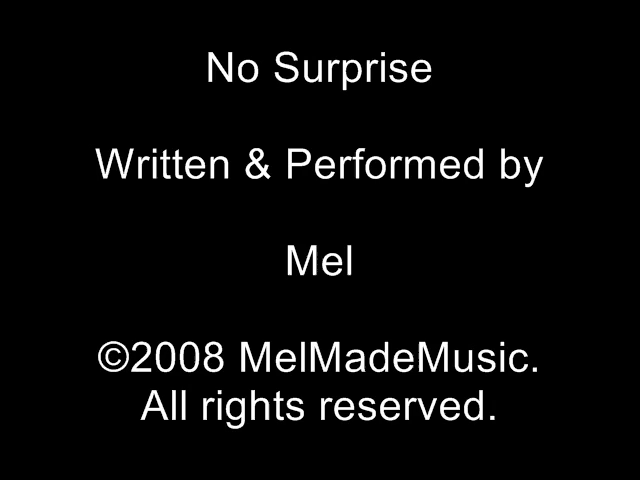 No Surprise
Written & Performed by
Mel
©2008 MelMadeMusic.
All rights reserved.